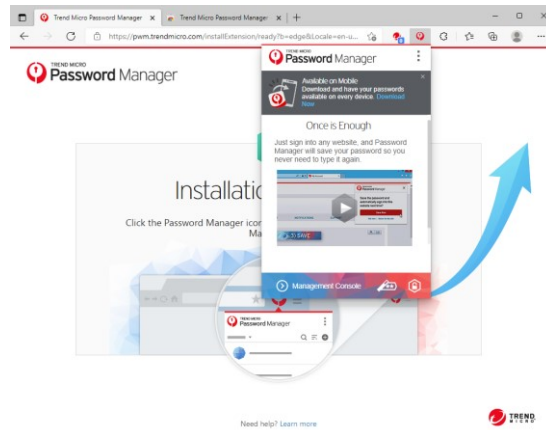 Trend Micro Password Manager
Trend Micro Password Manager
https://pwm.trendmicro.com/installExtension/ready?b=edge&Locale=en-u...
TREND MICRO
Password Manager
TREND MICRO
Password Manager
Available on Mobile
Download and have your passwords
available on every device. Download
Now
Once is Enough
Just sign into any website, and Password
Manager will save your password so you
never need to type it again.
Installatio
Click the Password Manager icon
Ma
Management Console
TREND MICRO
Password Manager
Need help? Learn more
TREND
MICRO